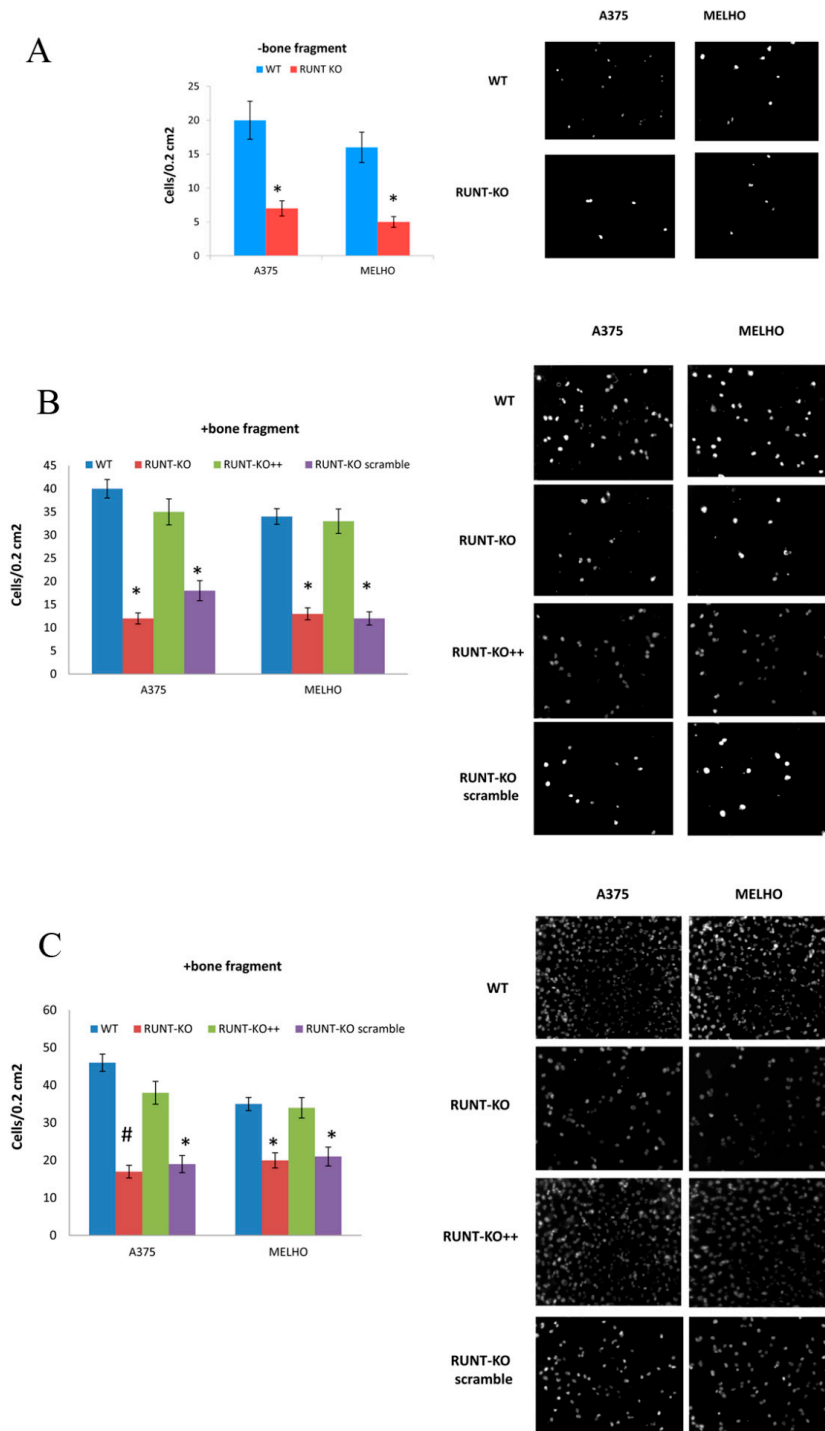 A
-bone fragment
WT RUNT KO
Cells/0.2 cm2
25
20
15
10
5
0
*
*
A375 MELHO
A375 MELHO
WT
RUNT-KO
B
+bone fragment
WT RUNT-KO RUNT-KO++ RUNT-KO scramble
Cells/0.2 cm2
45
40
35
30
25
20
15
10
5
0
*
*
*
*
A375 MELHO
A375 MELHO
WT
RUNT-KO
RUNT-KO++
RUNT-KO
scramble
C
+bone fragment
WT RUNT-KO RUNT-KO++ RUNT-KO scramble
Cells/0.2 cm2
60
50
40
30
20
10
0
#
*
*
*
A375 MELHO
A375 MELHO
WT
RUNT-KO
RUNT-KO++
RUNT-KO
scramble